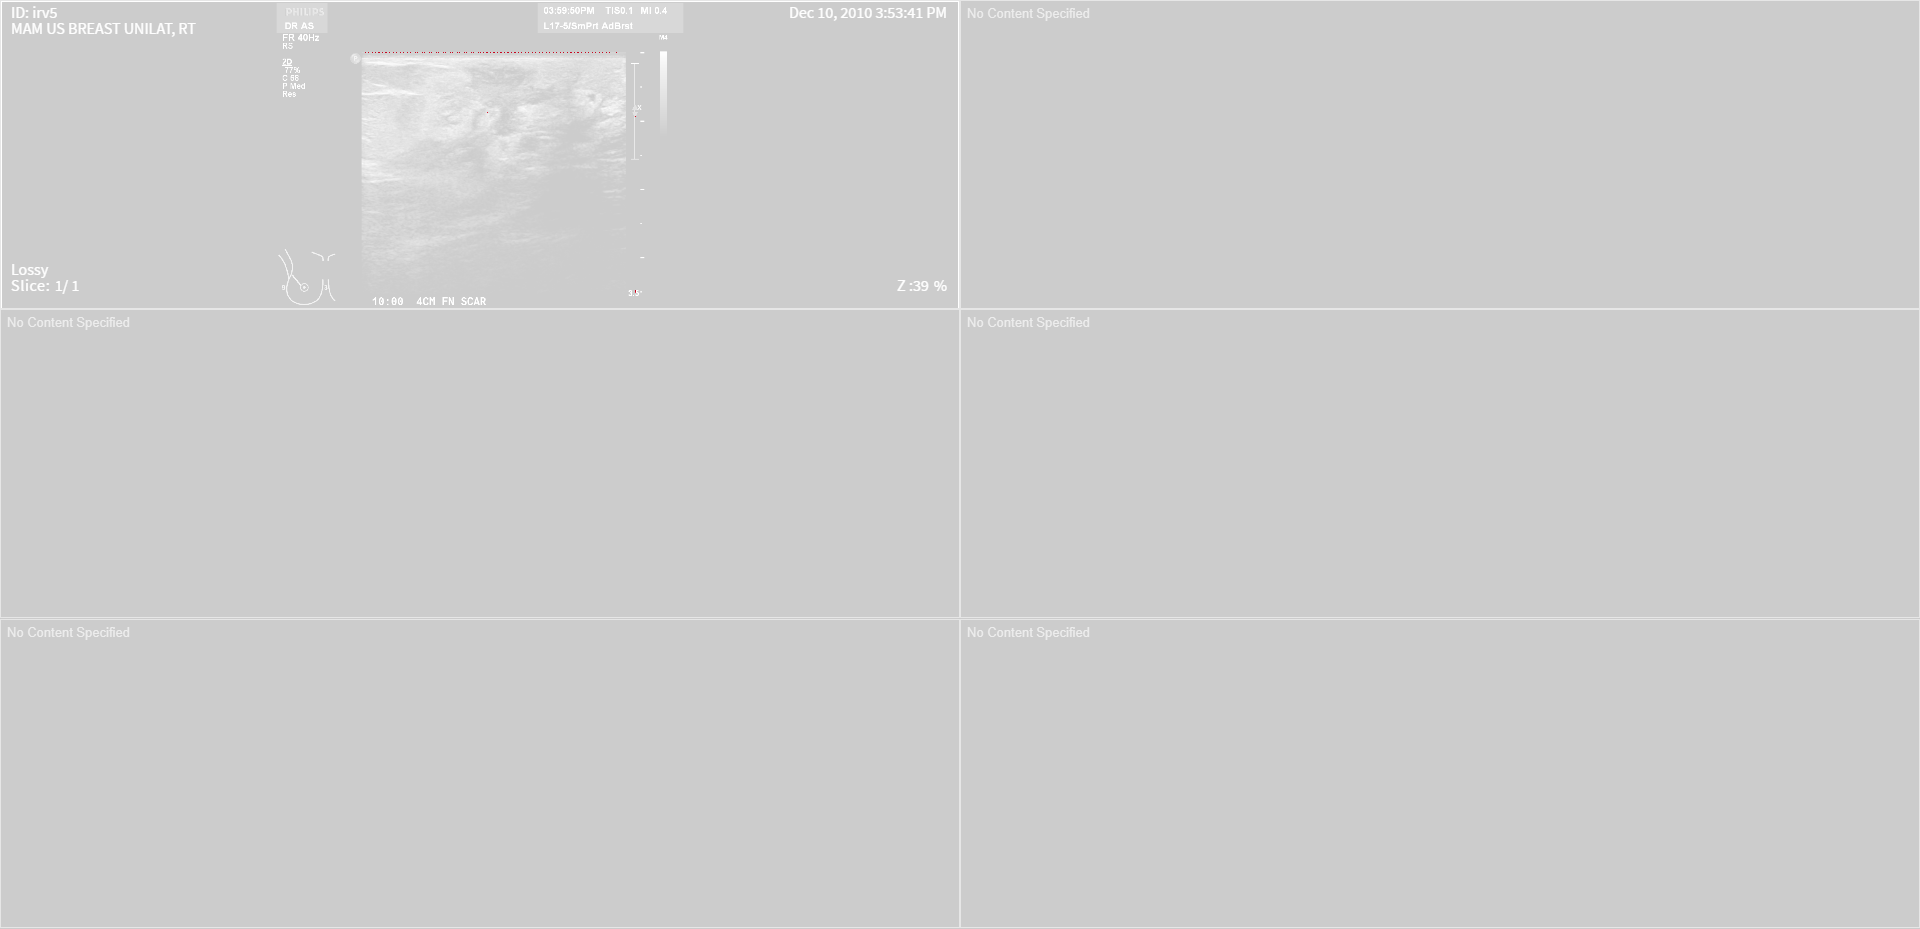 ID: irv5
MAM US BREAST UNILAT, RT
PHILIPS
DR AS
FR 40Hz
RS
2D
77%
C 56
P Med
Res
03:59:50PM TIS0.1 MI 0.4
L17-5/SmPrt AdBrst
M4
Dec 10, 2010 3:53:41 PM
Lossy
Slice: 1/ 1
10:00 4CM FN SCAR
Z :39 %
No Content Specified
No Content Specified
No Content Specified
No Content Specified
No Content Specified